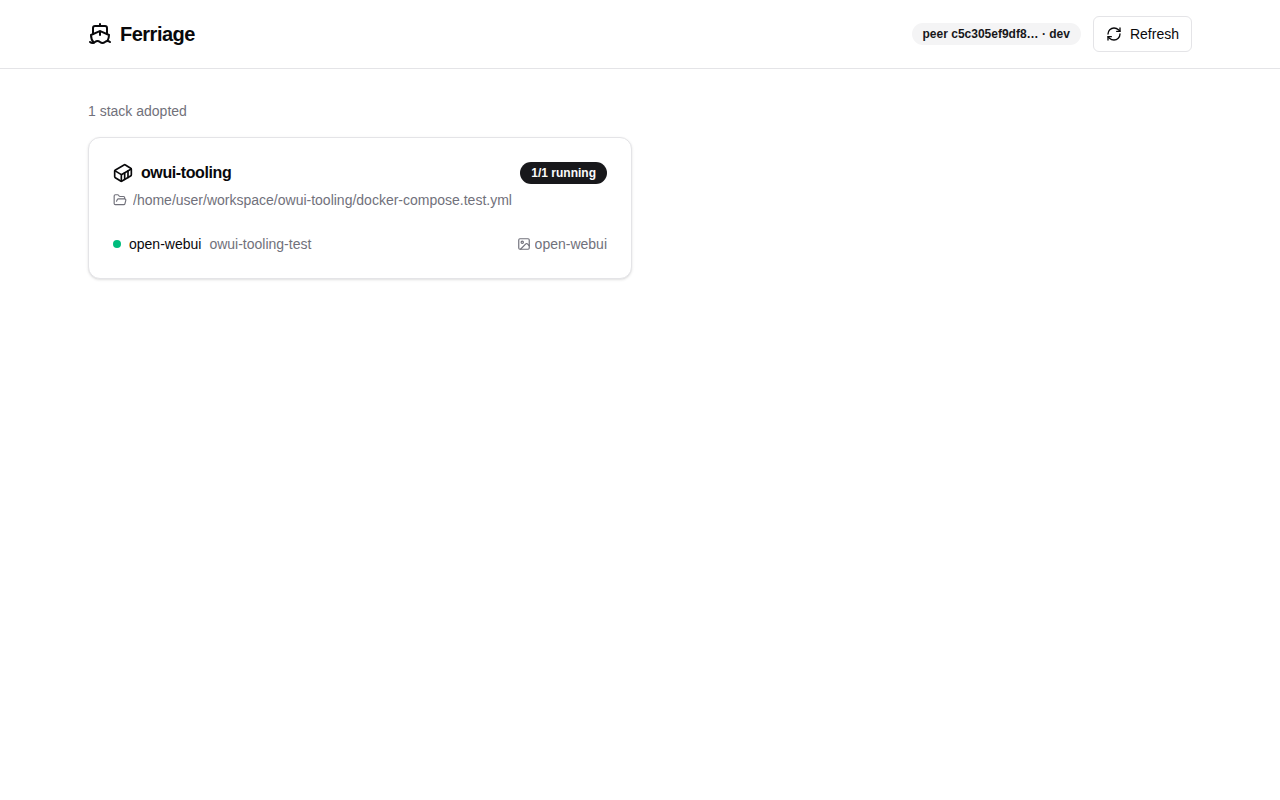 Ferriage
peer c5c305ef9df8… · dev
Refresh
1 stack adopted
owui-tooling
1/1 running
/home/user/workspace/owui-tooling/docker-compose.test.yml
open-webui owui-tooling-test
open-webui